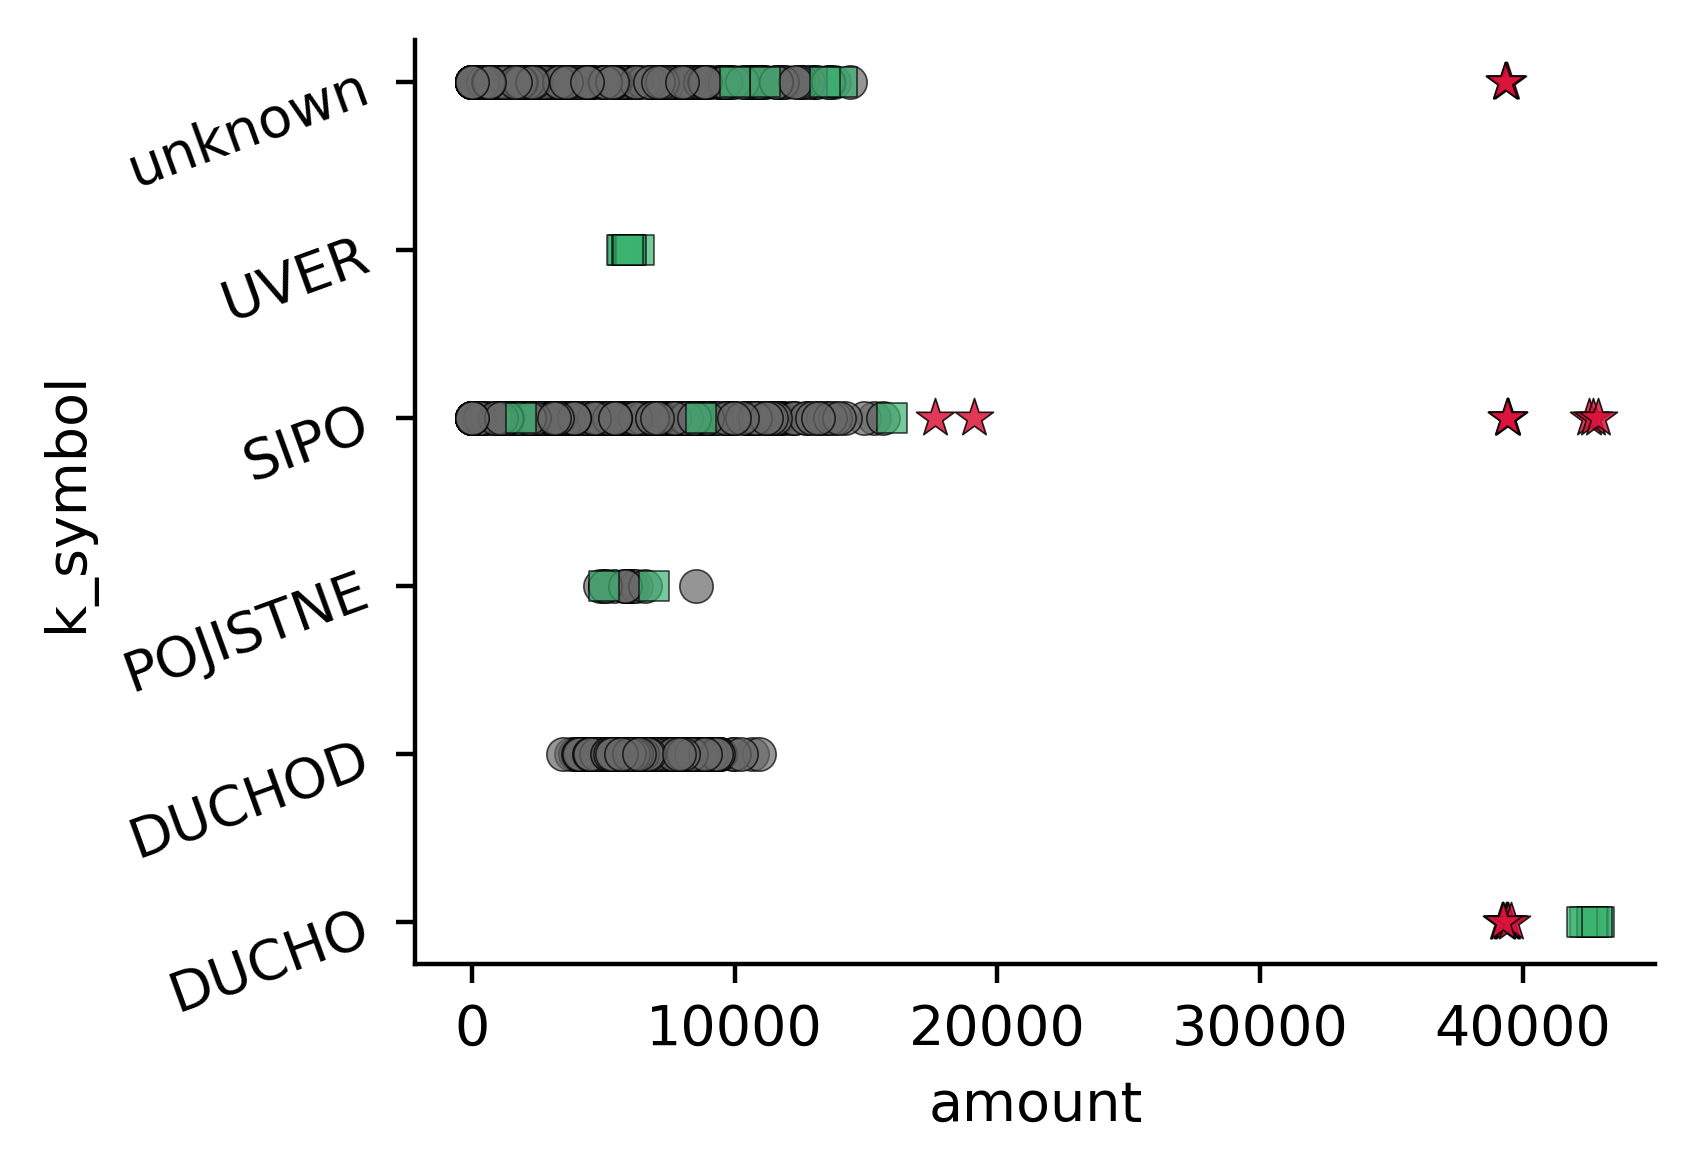 unknown
UVER
SIPO
POJISTNE
DUCHOD
DUCHO
k_symbol
0 10000 20000 30000 40000
amount